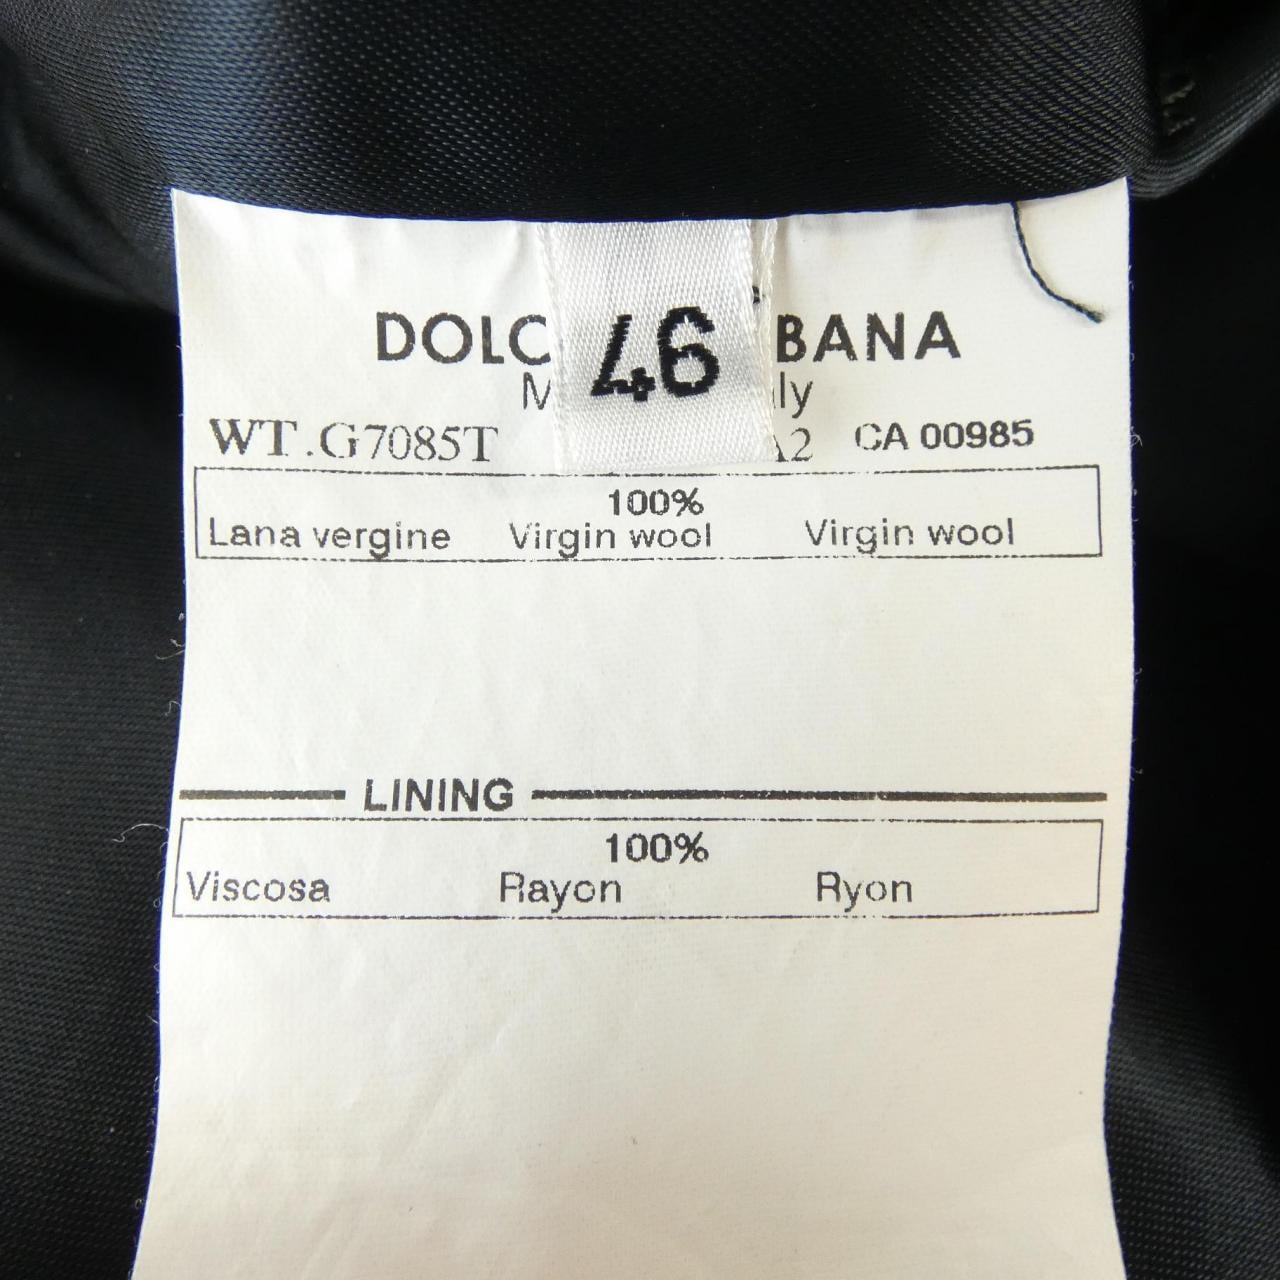 46
DOLC BANA
M ly
WT.G7085T A2 CA 00985
100%
Lana vergine Virgin wool Virgin wool
LINING
100%
Viscosa Rayon Ryon